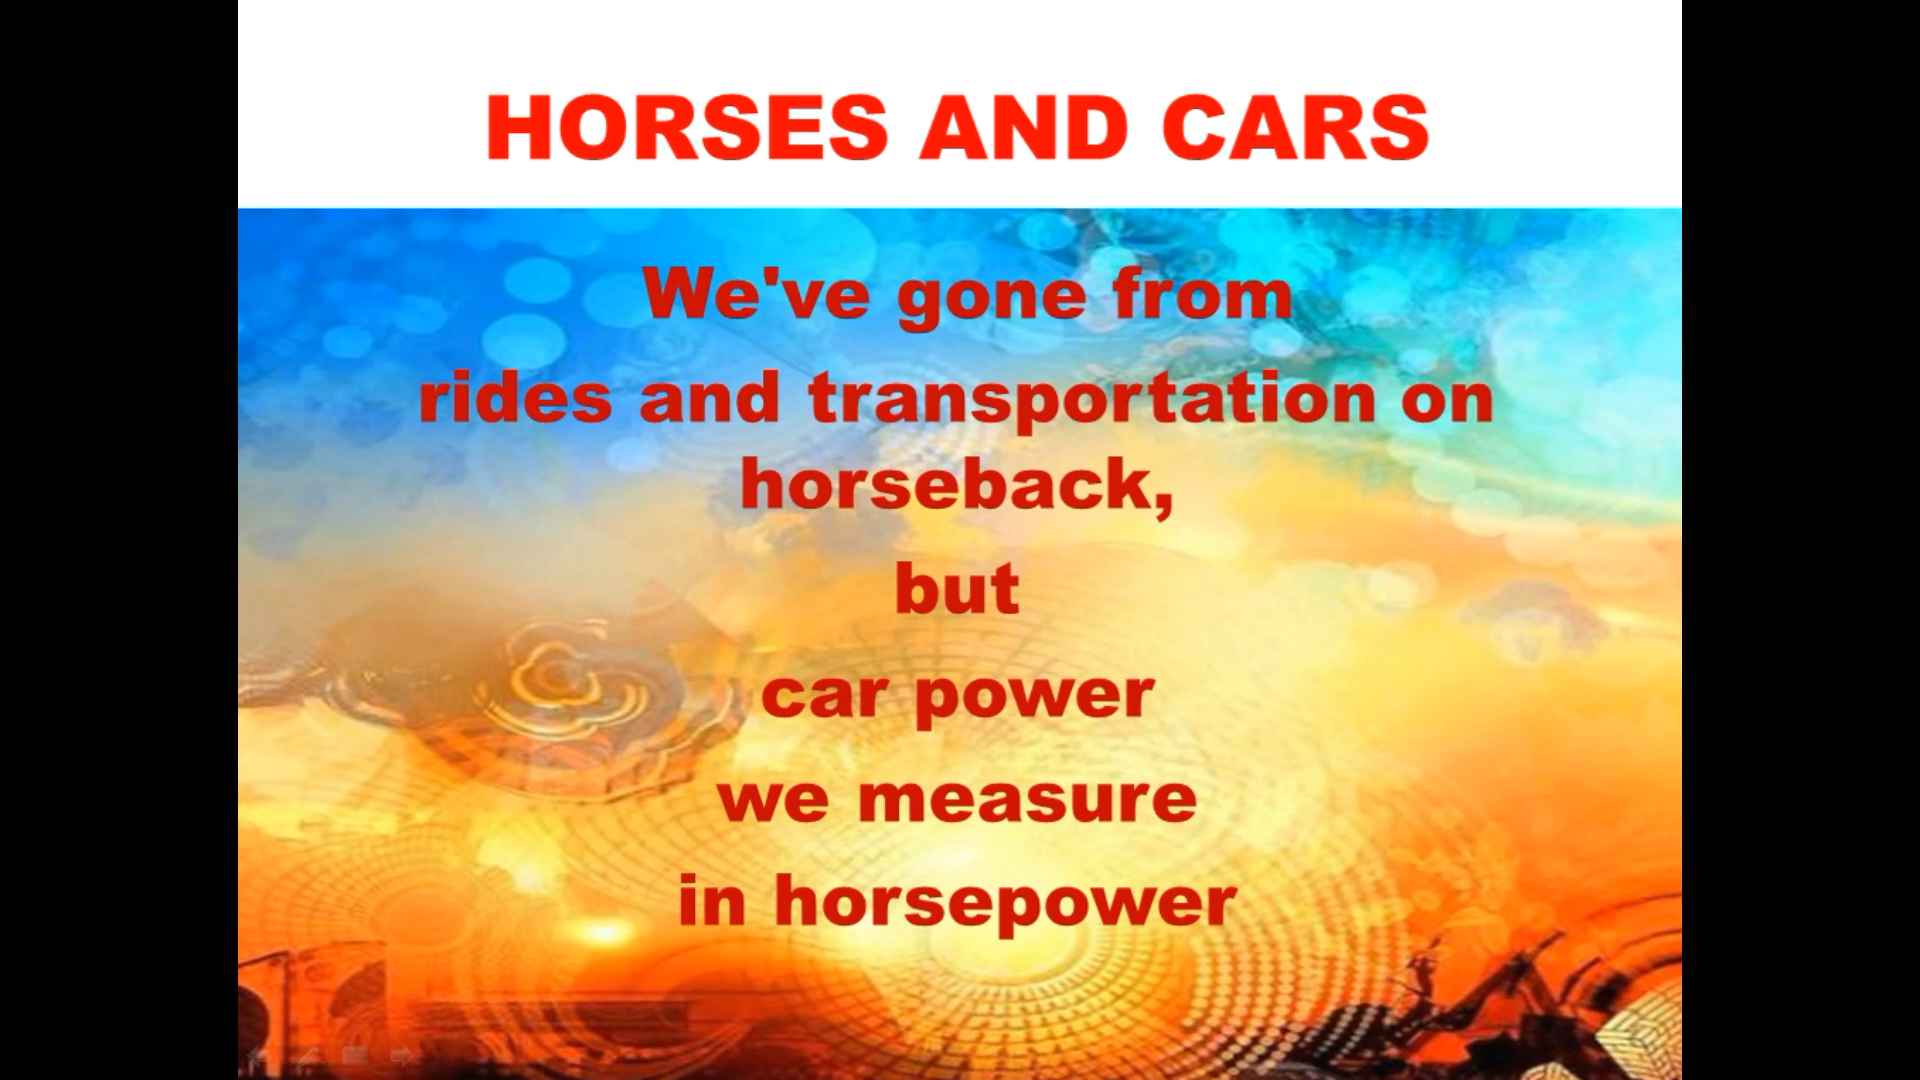 HORSES AND CARS
We've gone from
rides and transportation on
horseback,
but
car power
we measure
in horsepower